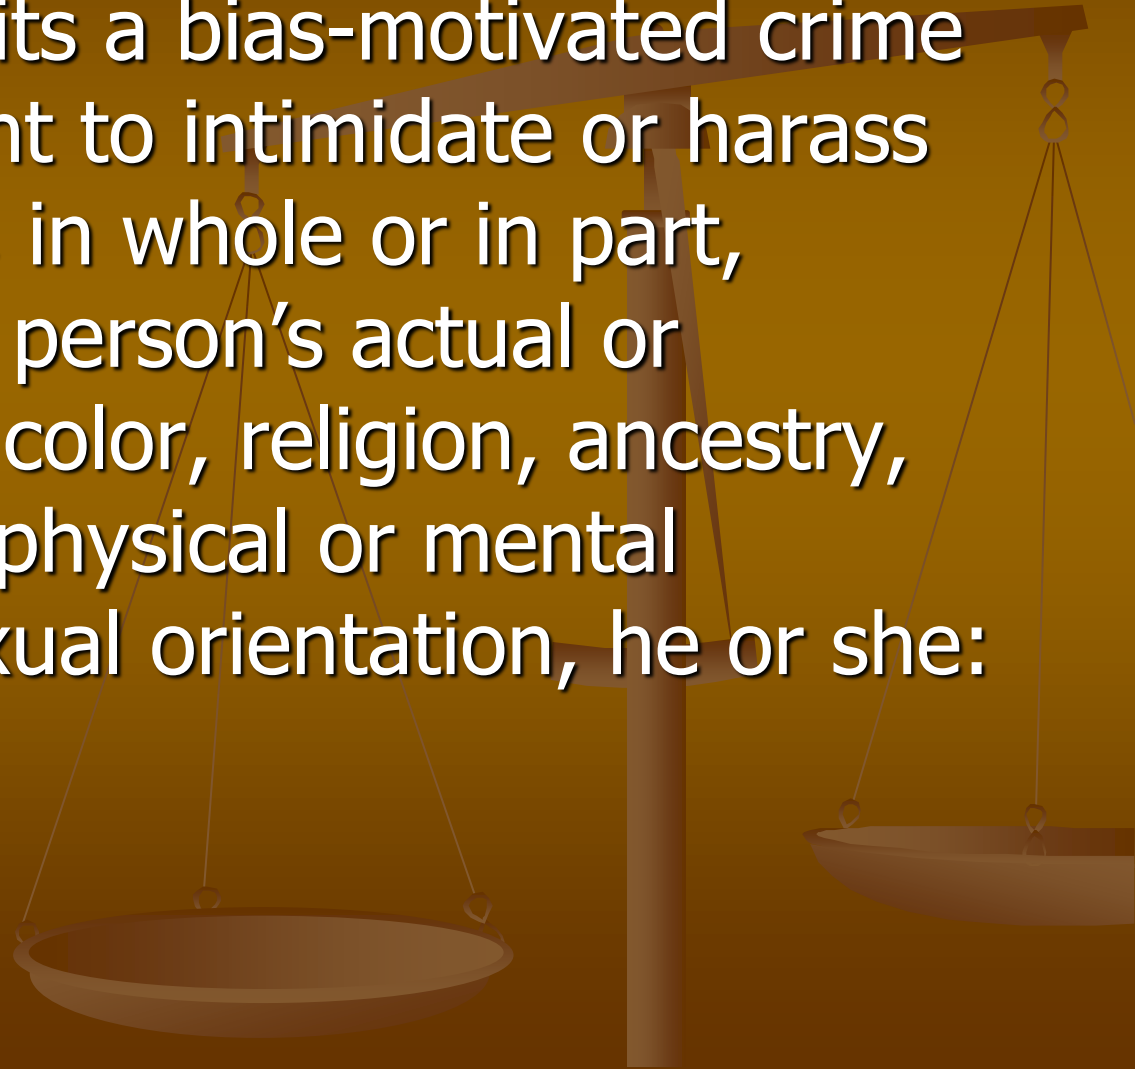 its a bias-motivated crime
nt to intimidate or harass
in whole or in part,
person’s actual or
color, religion, ancestry,
physical or mental
xual orientation, he or she: